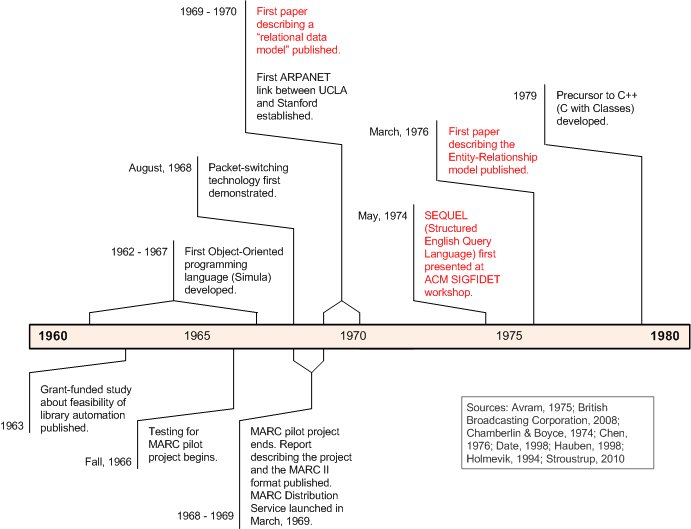 1969 - 1970
First paper
describing a
“relational data
model” published.
First ARPANET
link between UCLA
and Stanford
established.
1979
Precursor to C++
(C with Classes)
developed.
March, 1976
First paper
describing the
Entity-Relationship
model published.
August, 1968
Packet-switching
technology first
demonstrated.
May, 1974
SEQUEL
(Structured
English Query
Language) first
presented at
ACM SIGFIDET
workshop.
1962 - 1967
First Object-Oriented
programming
language (Simula)
developed.
1960
1965
1970
1975
1980
1963
Grant-funded study
about feasibility of
library automation
published.
Fall, 1966
Testing for
MARC pilot
project begins.
1968 - 1969
MARC pilot project
ends. Report
describing the project
and the MARC II
format published.
MARC Distribution
Service launched in
March, 1969.
Sources: Avram, 1975; British
Broadcasting Corporation, 2008;
Chamberlin & Boyce, 1974; Chen,
1976; Date, 1998; Hauben, 1998;
Holmevik, 1994; Stroustrup, 2010